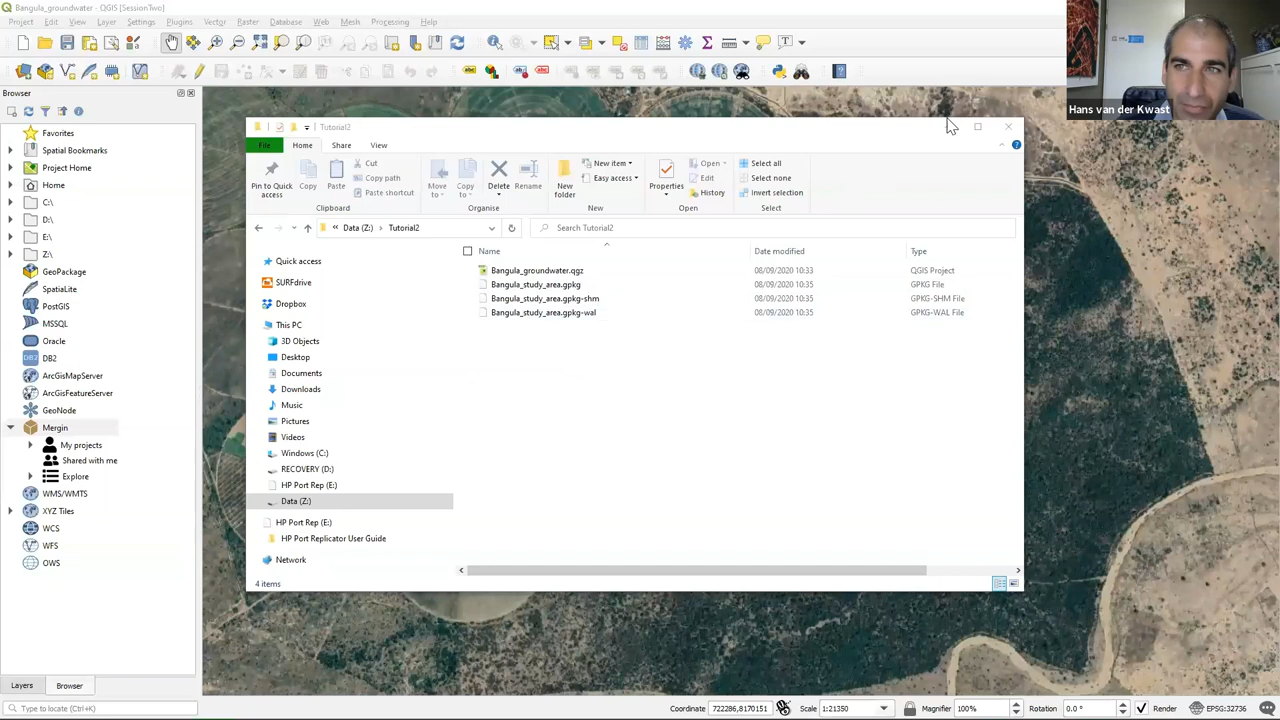 Bangula_groundwater - QGIS [SessionTwo]
Project Edit View Layer Settings Plugins Vector Raster Database Web Mesh Processing Help
Hans van der Kwast
Browser
Favorites
Spatial Bookmarks
Project Home
Home
C:\
D:\
E:\
Z:\
GeoPackage
SpatiaLite
PostGIS
MSSQL
Oracle
DB2
DB2
ArcGisMapServer
ArcGisFeatureServer
GeoNode
Mergin
My projects
Shared with me
Explore
WMS/WMTS
XYZ Tiles
WCS
WFS
OWS
Layers
Browser
Type to locate (Ctrl+K)
Tutorial2
File Home Share View
Pin to Quick access
Copy
Paste
Cut
Copy path
Paste shortcut
Clipboard
Move to
Copy to
Delete
Rename
Organise
New folder
New item
Easy access
New
Properties
Open
Edit
History
Open
Select all
Select none
Invert selection
Select
« Data (Z:) > Tutorial2
Search Tutorial2
Name Date modified Type
Bangula_groundwater.qgz 08/09/2020 10:33 QGIS Project
Bangula_study_area.gpkg 08/09/2020 10:35 GPKG File
Bangula_study_area.gpkg-shm 08/09/2020 10:35 GPKG-SHM File
Bangula_study_area.gpkg-wal 08/09/2020 10:35 GPKG-WAL File
Quick access
SURFdrive
Dropbox
This PC
3D Objects
Desktop
Documents
Downloads
Music
Pictures
Videos
Windows (C:)
RECOVERY (D:)
HP Port Rep (E:)
Data (Z:)
HP Port Rep (E:)
HP Port Replicator User Guide
Network
4 items
Coordinate 722286,8170151 Scale 1:21350 Magnifier 100% Rotation 0.0 ° Render EPSG:32736